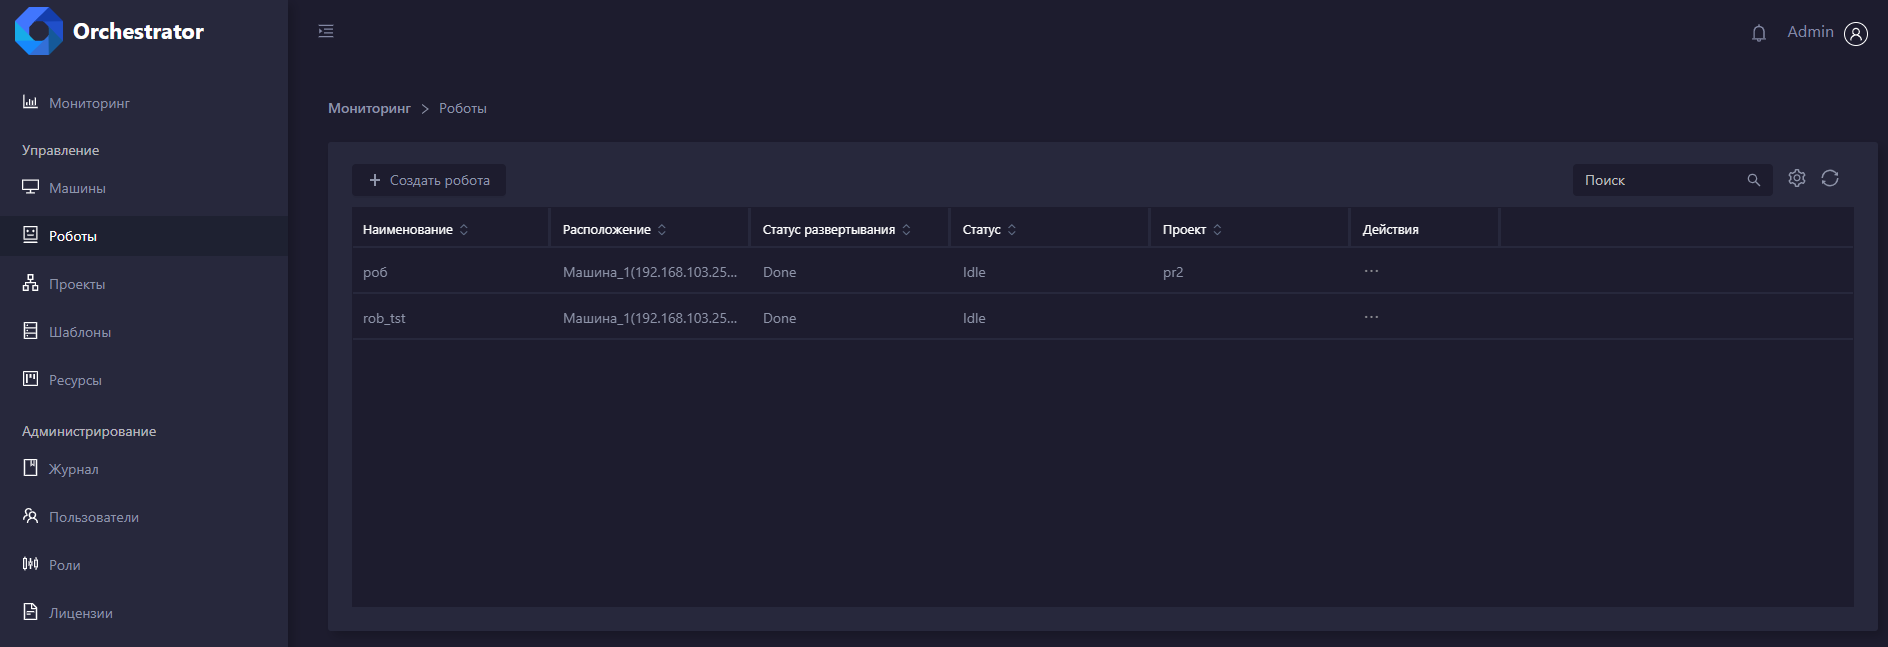 Orchestrator
Admin
Мониторинг
Управление
Машины
Роботы
Проекты
Шаблоны
Ресурсы
Администрирование
Журнал
Пользователи
Роли
Лицензии
Мониторинг > Роботы
+ Создать робота
Поиск
Наименование Расположение Статус развертывания Статус Проект Действия
роб Машина_1(192.168.103.25... Done Idle pr2 ...
rob_tst Машина_1(192.168.103.25... Done Idle ...